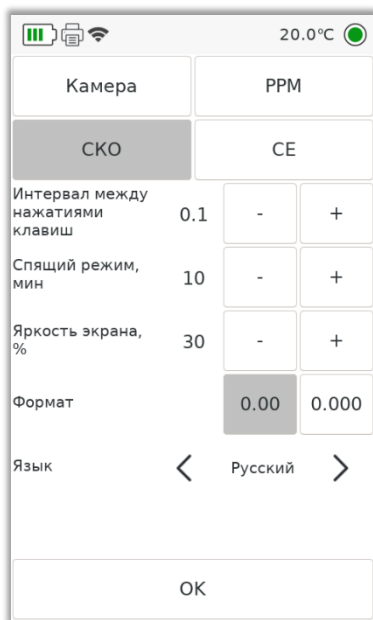 20.0°C
Камера
PPM
СКО
CE
Интервал между
нажатиями
клавиш
0.1
-
+
Спящий режим,
мин
10
-
+
Яркость экрана,
%
30
-
+
Формат
0.00
0.000
Язык
Русский
OK